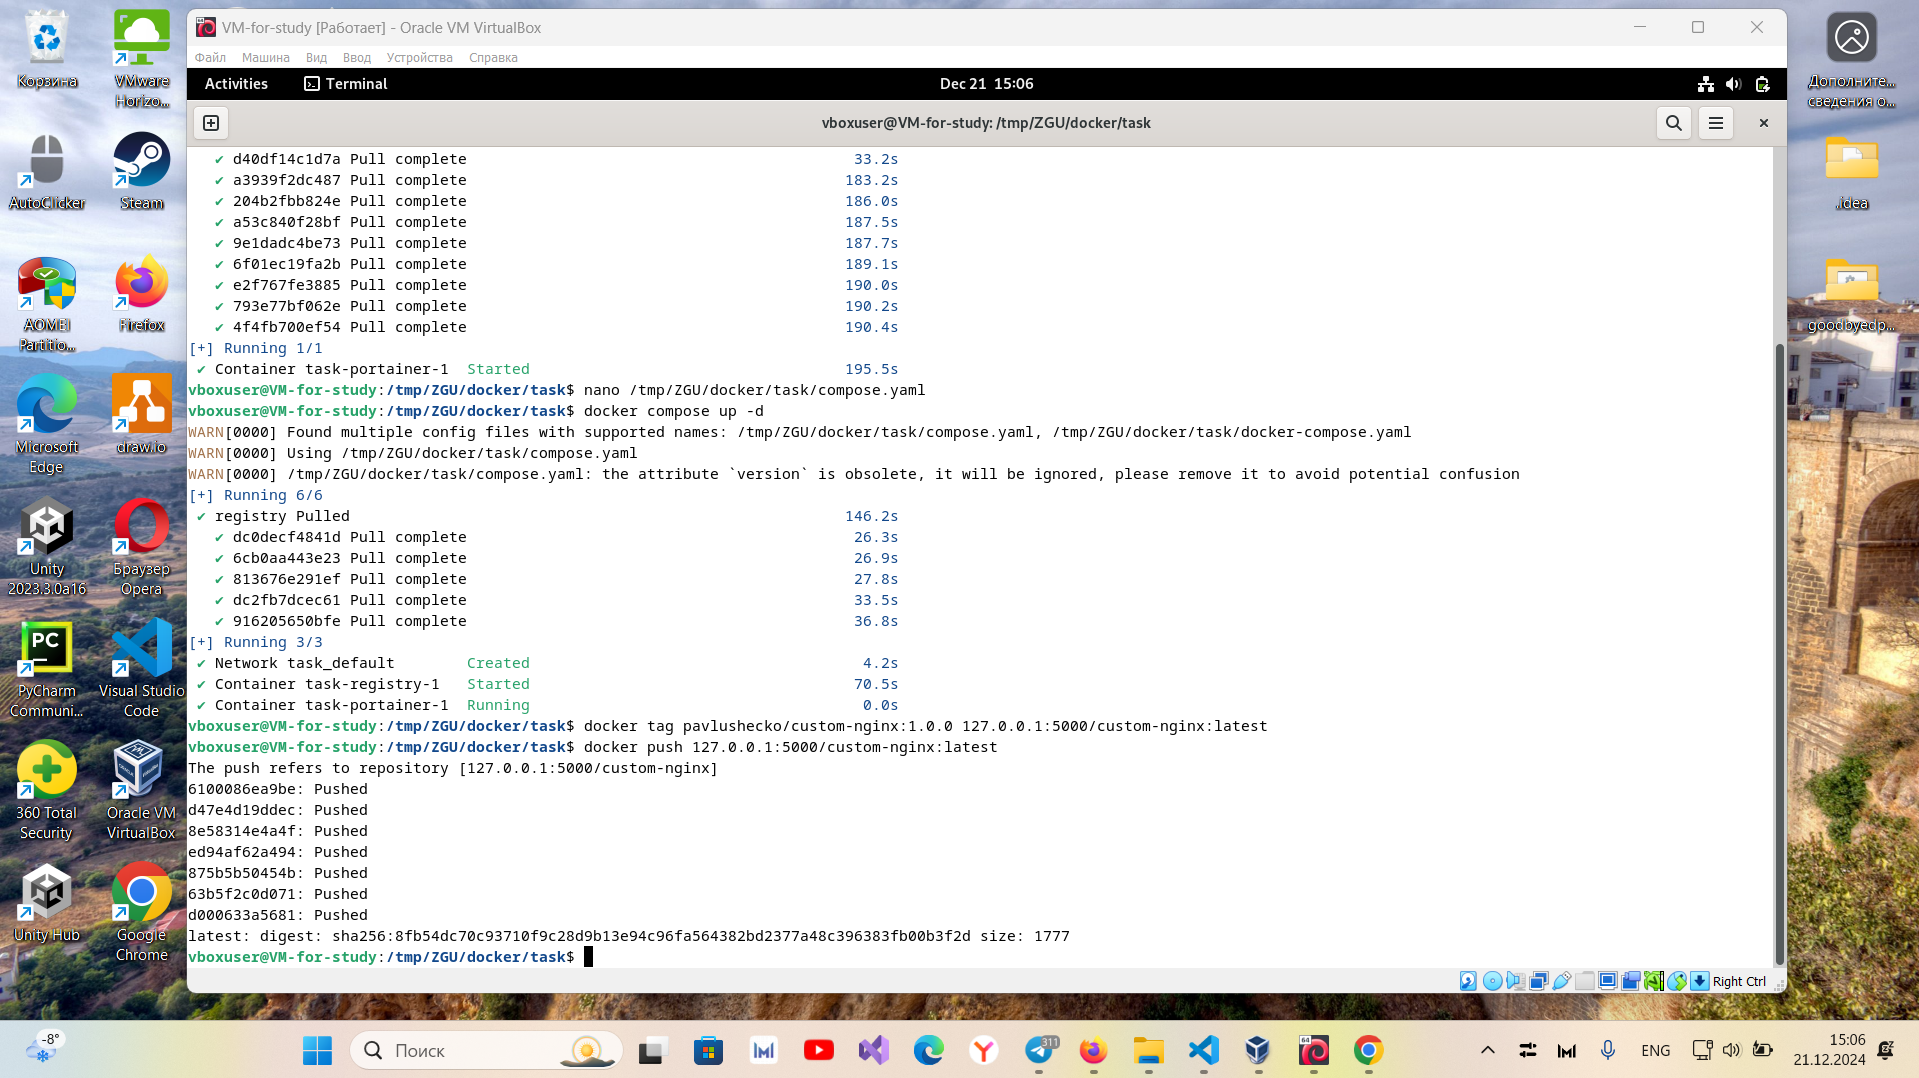 VM-for-study [Работает] - Oracle VM VirtualBox
Файл Машина Вид Ввод Устройства Справка
Activities Terminal Dec 21 15:06
vboxuser@VM-for-study: /tmp/ZGU/docker/task
✔ d40df14c1d7a Pull complete 33.2s
✔ a3939f2dc487 Pull complete 183.2s
✔ 204b2fbb824e Pull complete 186.0s
✔ a53c840f28bf Pull complete 187.5s
✔ 9e1dadc4be73 Pull complete 187.7s
✔ 6f01ec19fa2b Pull complete 189.1s
✔ e2f767fe3885 Pull complete 190.0s
✔ 793e77bf062e Pull complete 190.2s
✔ 4f4fb700ef54 Pull complete 190.4s
[+] Running 1/1
✔ Container task-portainer-1 Started 195.5s
vboxuser@VM-for-study:/tmp/ZGU/docker/task$ nano /tmp/ZGU/docker/task/compose.yaml
vboxuser@VM-for-study:/tmp/ZGU/docker/task$ docker compose up -d
WARN[0000] Found multiple config files with supported names: /tmp/ZGU/docker/task/compose.yaml, /tmp/ZGU/docker/task/docker-compose.yaml
WARN[0000] Using /tmp/ZGU/docker/task/compose.yaml
WARN[0000] /tmp/ZGU/docker/task/compose.yaml: the attribute `version` is obsolete, it will be ignored, please remove it to avoid potential confusion
[+] Running 6/6
✔ registry Pulled 146.2s
✔ dc0decf4841d Pull complete 26.3s
✔ 6cb0aa443e23 Pull complete 26.9s
✔ 813676e291ef Pull complete 27.8s
✔ dc2fb7dcec61 Pull complete 33.5s
✔ 916205650bfe Pull complete 36.8s
[+] Running 3/3
✔ Network task_default Created 4.2s
✔ Container task-registry-1 Started 70.5s
✔ Container task-portainer-1 Running 0.0s
vboxuser@VM-for-study:/tmp/ZGU/docker/task$ docker tag pavlushecko/custom-nginx:1.0.0 127.0.0.1:5000/custom-nginx:latest
vboxuser@VM-for-study:/tmp/ZGU/docker/task$ docker push 127.0.0.1:5000/custom-nginx:latest
The push refers to repository [127.0.0.1:5000/custom-nginx]
6100086ea9be: Pushed
d47e4d19ddec: Pushed
8e58314e4a4f: Pushed
ed94af62a494: Pushed
875b5b50454b: Pushed
63b5f2c0d071: Pushed
d000633a5681: Pushed
latest: digest: sha256:8fb54dc70c93710f9c28d9b13e94c96fa564382bd2377a48c396383fb00b3f2d size: 1777
vboxuser@VM-for-study:/tmp/ZGU/docker/task$
Right Ctrl
Корзина
VMware
Horizo...
AutoClicker
Steam
AOMEI
Partitio...
Firefox
Microsoft
Edge
draw.io
Unity
2023.3.0a16
Браузер
Opera
PC
PyCharm
Communi...
Visual Studio
Code
360 Total
Security
Oracle VM
VirtualBox
Unity Hub
Google
Chrome
Дополните...
сведения о...
.idea
goodbyedp...
-8°
Поиск
311
64
ENG
15:06
21.12.2024